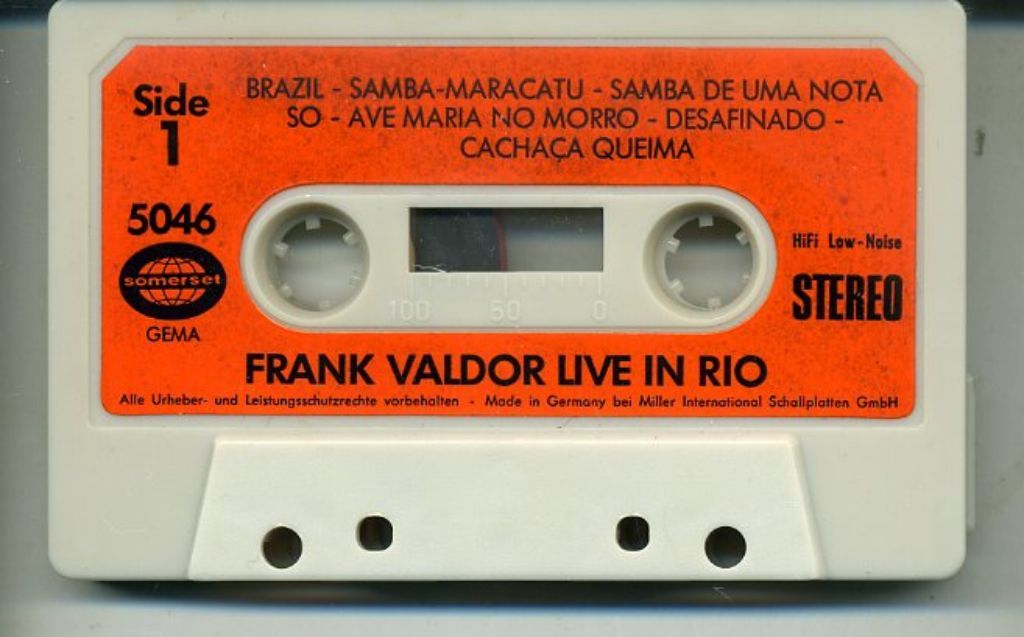 Side
1
BRAZIL - SAMBA-MARACATU - SAMBA DE UMA NOTA
SO - AVE MARIA NO MORRO - DESAFINADO -
CACHAÇA QUEIMA
5046
somerset
GEMA
HiFi Low-Noise
STEREO
100 50 0
FRANK VALDOR LIVE IN RIO
Alle Urheber- und Leistungsschutzrechte vorbehalten - Made in Germany bei Miller International Schallplatten GmbH